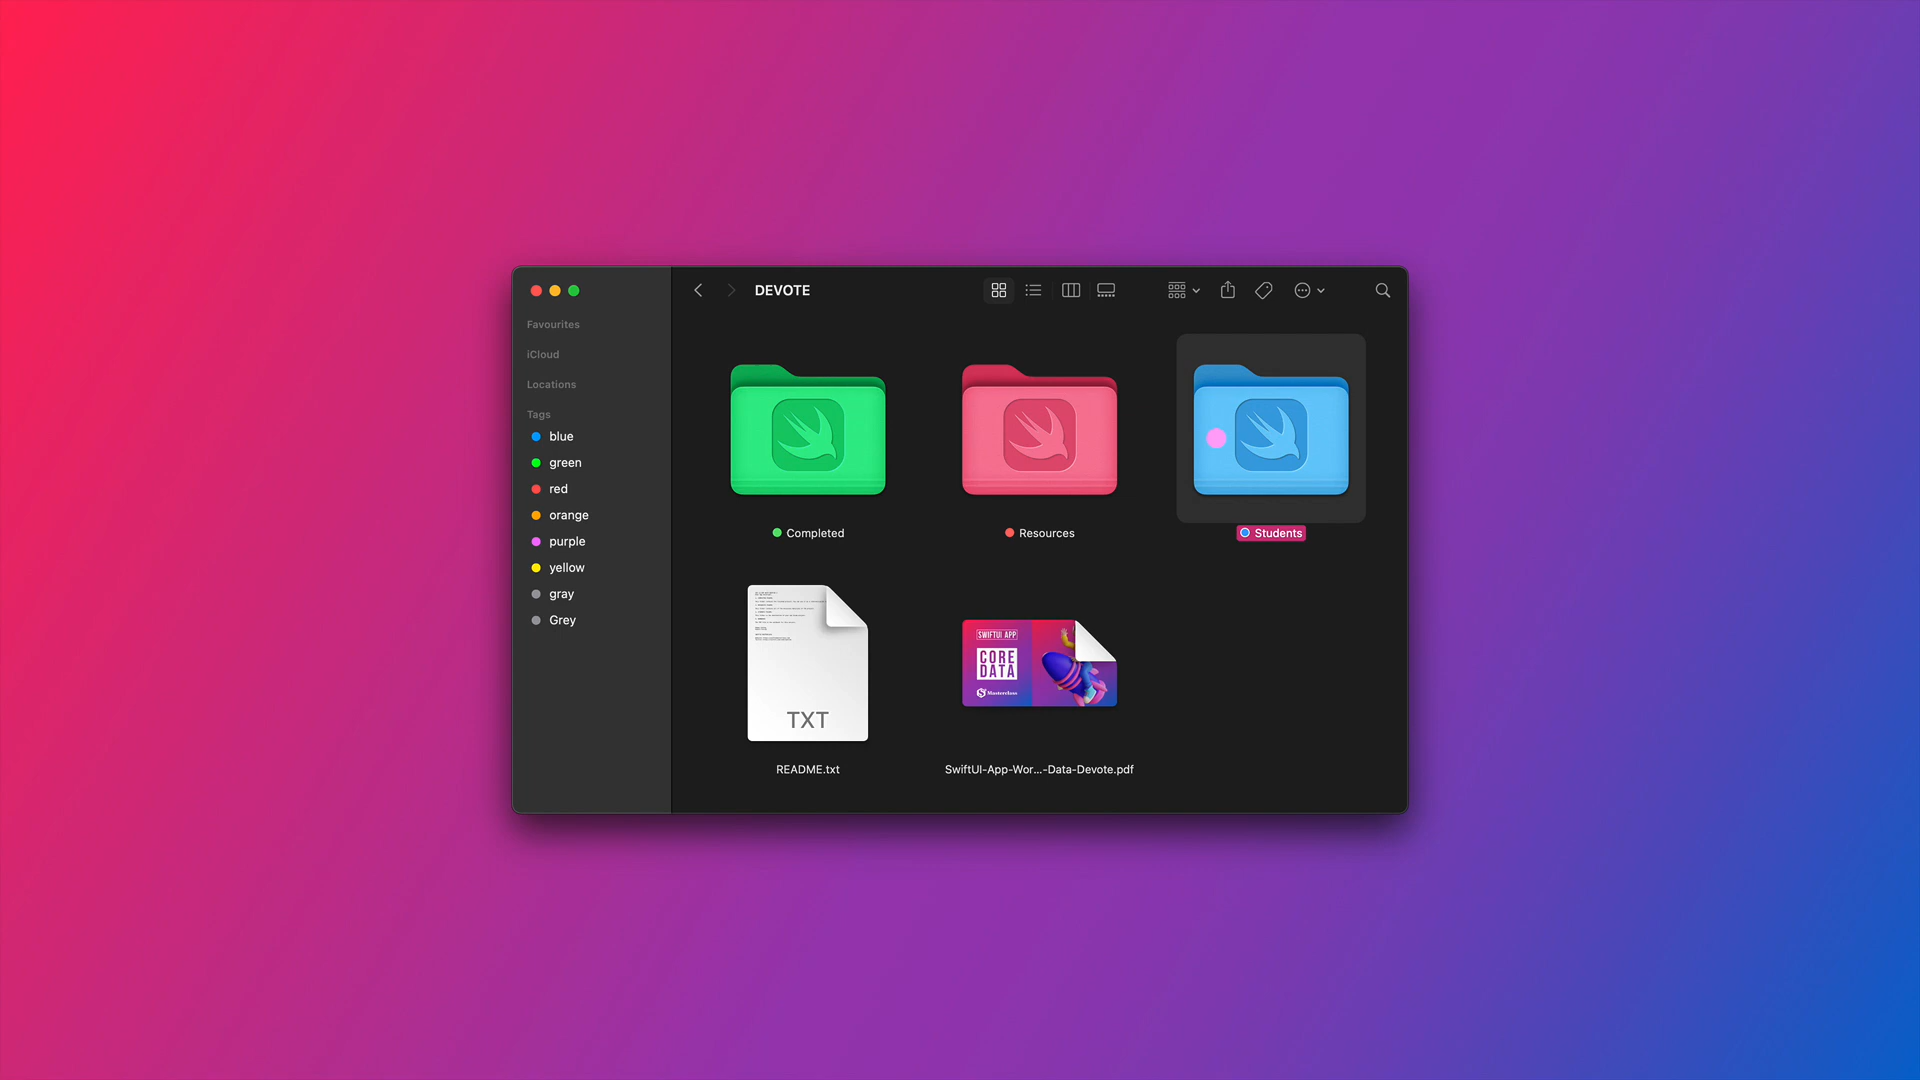 DEVOTE
Favourites
iCloud
Locations
Tags
blue
green
red
orange
purple
yellow
gray
Grey
Completed
Resources
Students
TXT
README.txt
SWIFTUI APP
CORE
DATA
Masterclass
SwiftUI-App-Wor...-Data-Devote.pdf